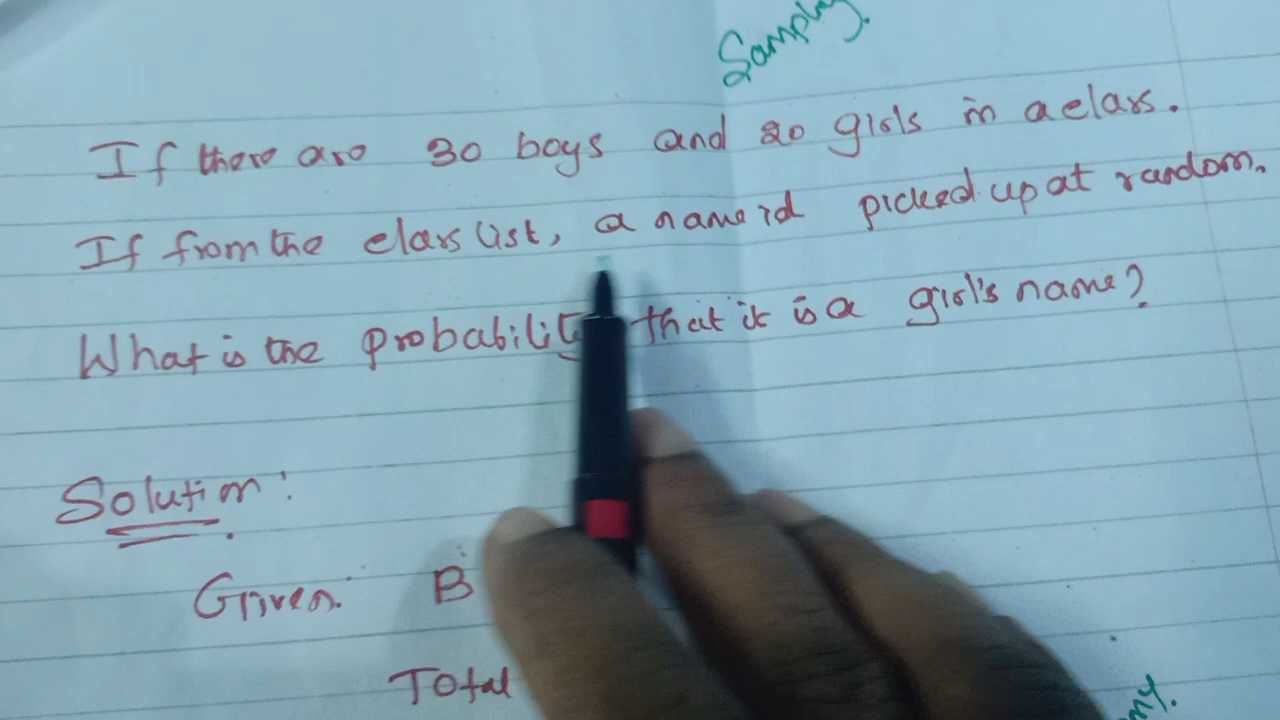 Sampling.
If there are 30 boys and 20 girls in a class.
If from the class list, a name id picked up at random.
What is the probability that it is a girl's name?
Solution:
Given: B
Total